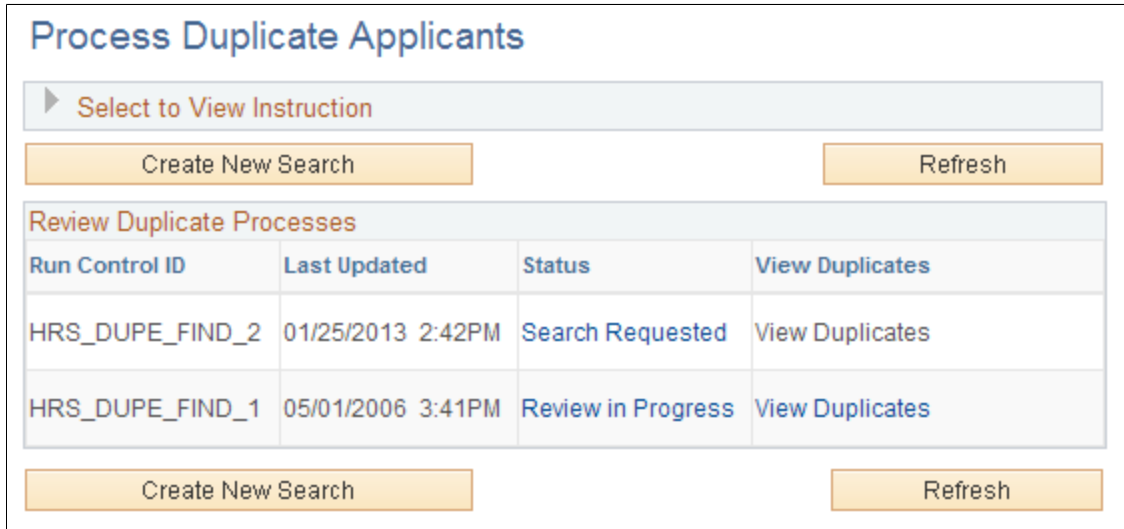 Process Duplicate Applicants
Select to View Instruction
Create New Search Refresh
Review Duplicate Processes
Run Control ID Last Updated Status View Duplicates
HRS_DUPE_FIND_2 01/25/2013 2:42PM Search Requested View Duplicates
HRS_DUPE_FIND_1 05/01/2006 3:41PM Review in Progress View Duplicates
Create New Search Refresh